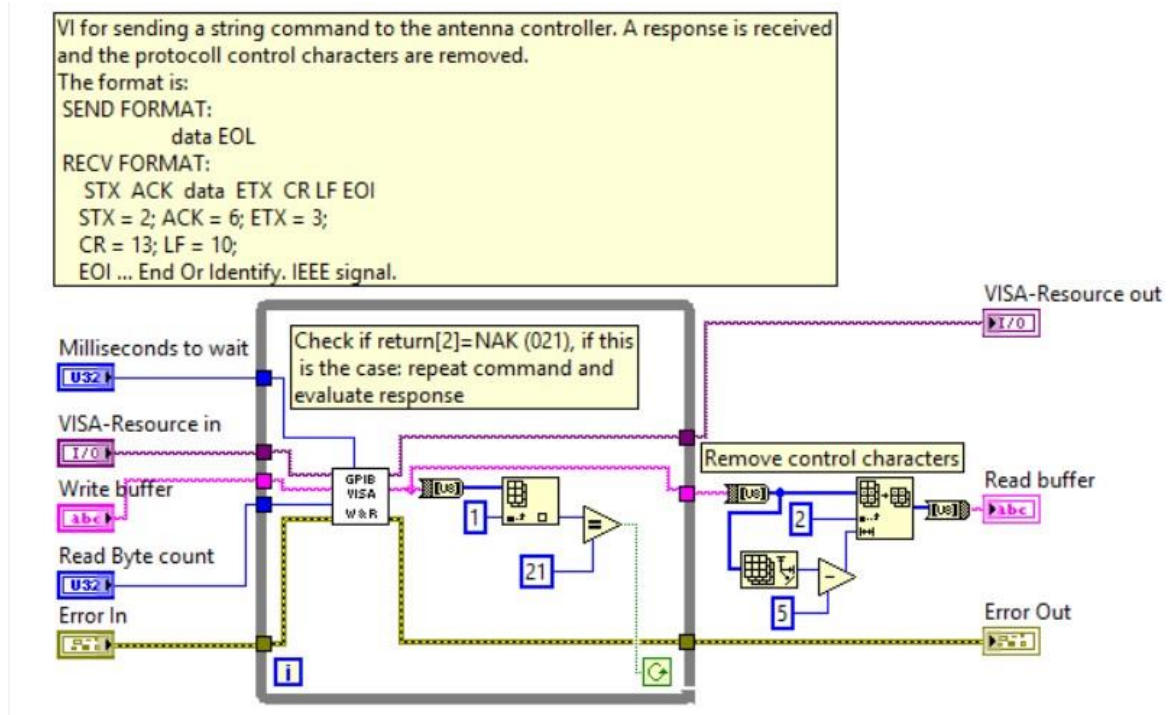 VI for sending a string command to the antenna controller. A response is received
and the protocoll control characters are removed.
The format is:
SEND FORMAT:
data EOL
RECV FORMAT:
STX ACK data ETX CR LF EOI
STX = 2; ACK = 6; ETX = 3;
CR = 13; LF = 10;
EOI ... End Or Identify. IEEE signal.
VISA-Resource out
I/O
Check if return[2]=NAK (021), if this
is the case: repeat command and
evaluate response
Milliseconds to wait
U32
VISA-Resource in
I/O
Write buffer
abc
Read Byte count
U32
Error In
GPIB
VISA
W&R
[U8]
1
=
21
i
Remove control characters
[U8]
2
-
5
[U8]
Read buffer
abc
Error Out